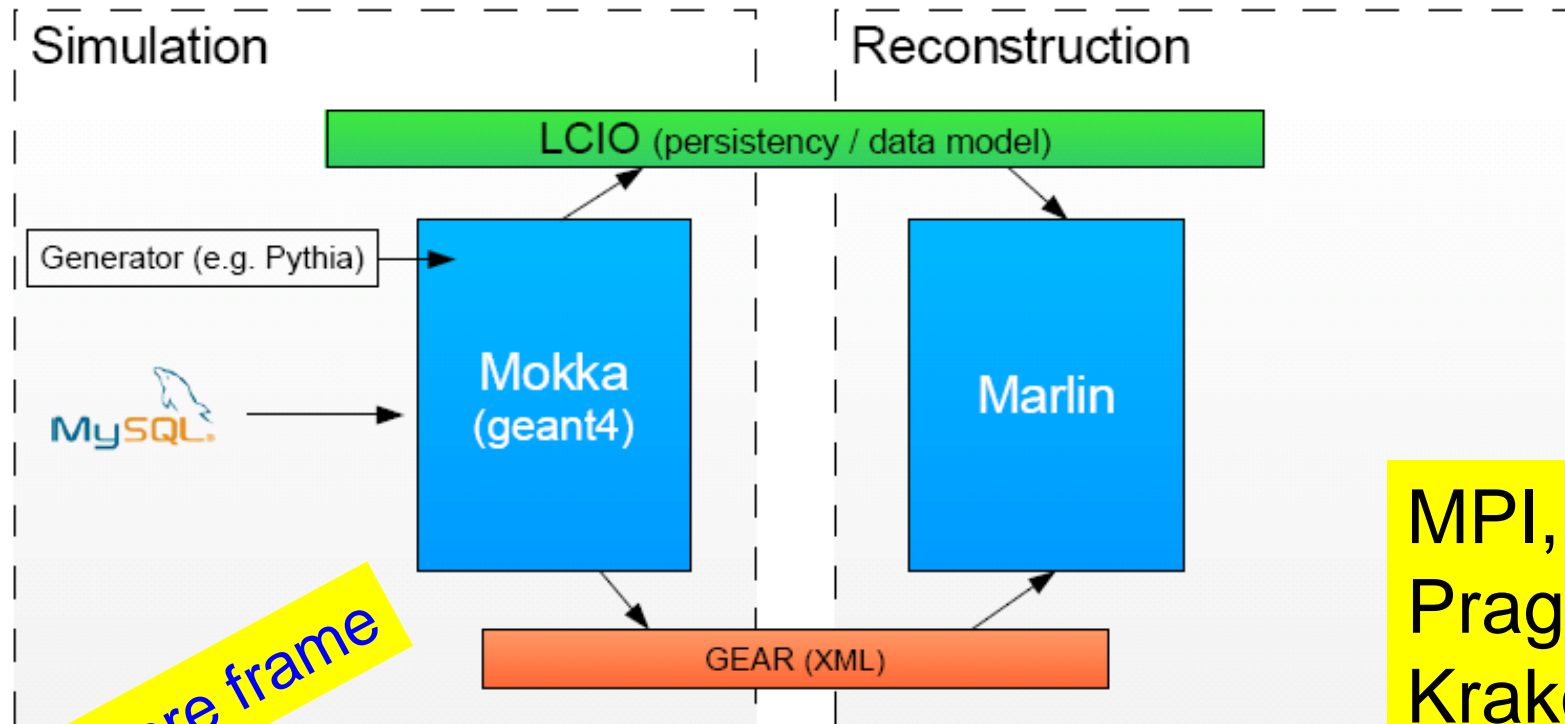 Simulation
Reconstruction
LCIO (persistency / data model)
Generator (e.g. Pythia)
MySQL
Mokka
(geant4)
Marlin
GEAR (XML)
frame
MPI,